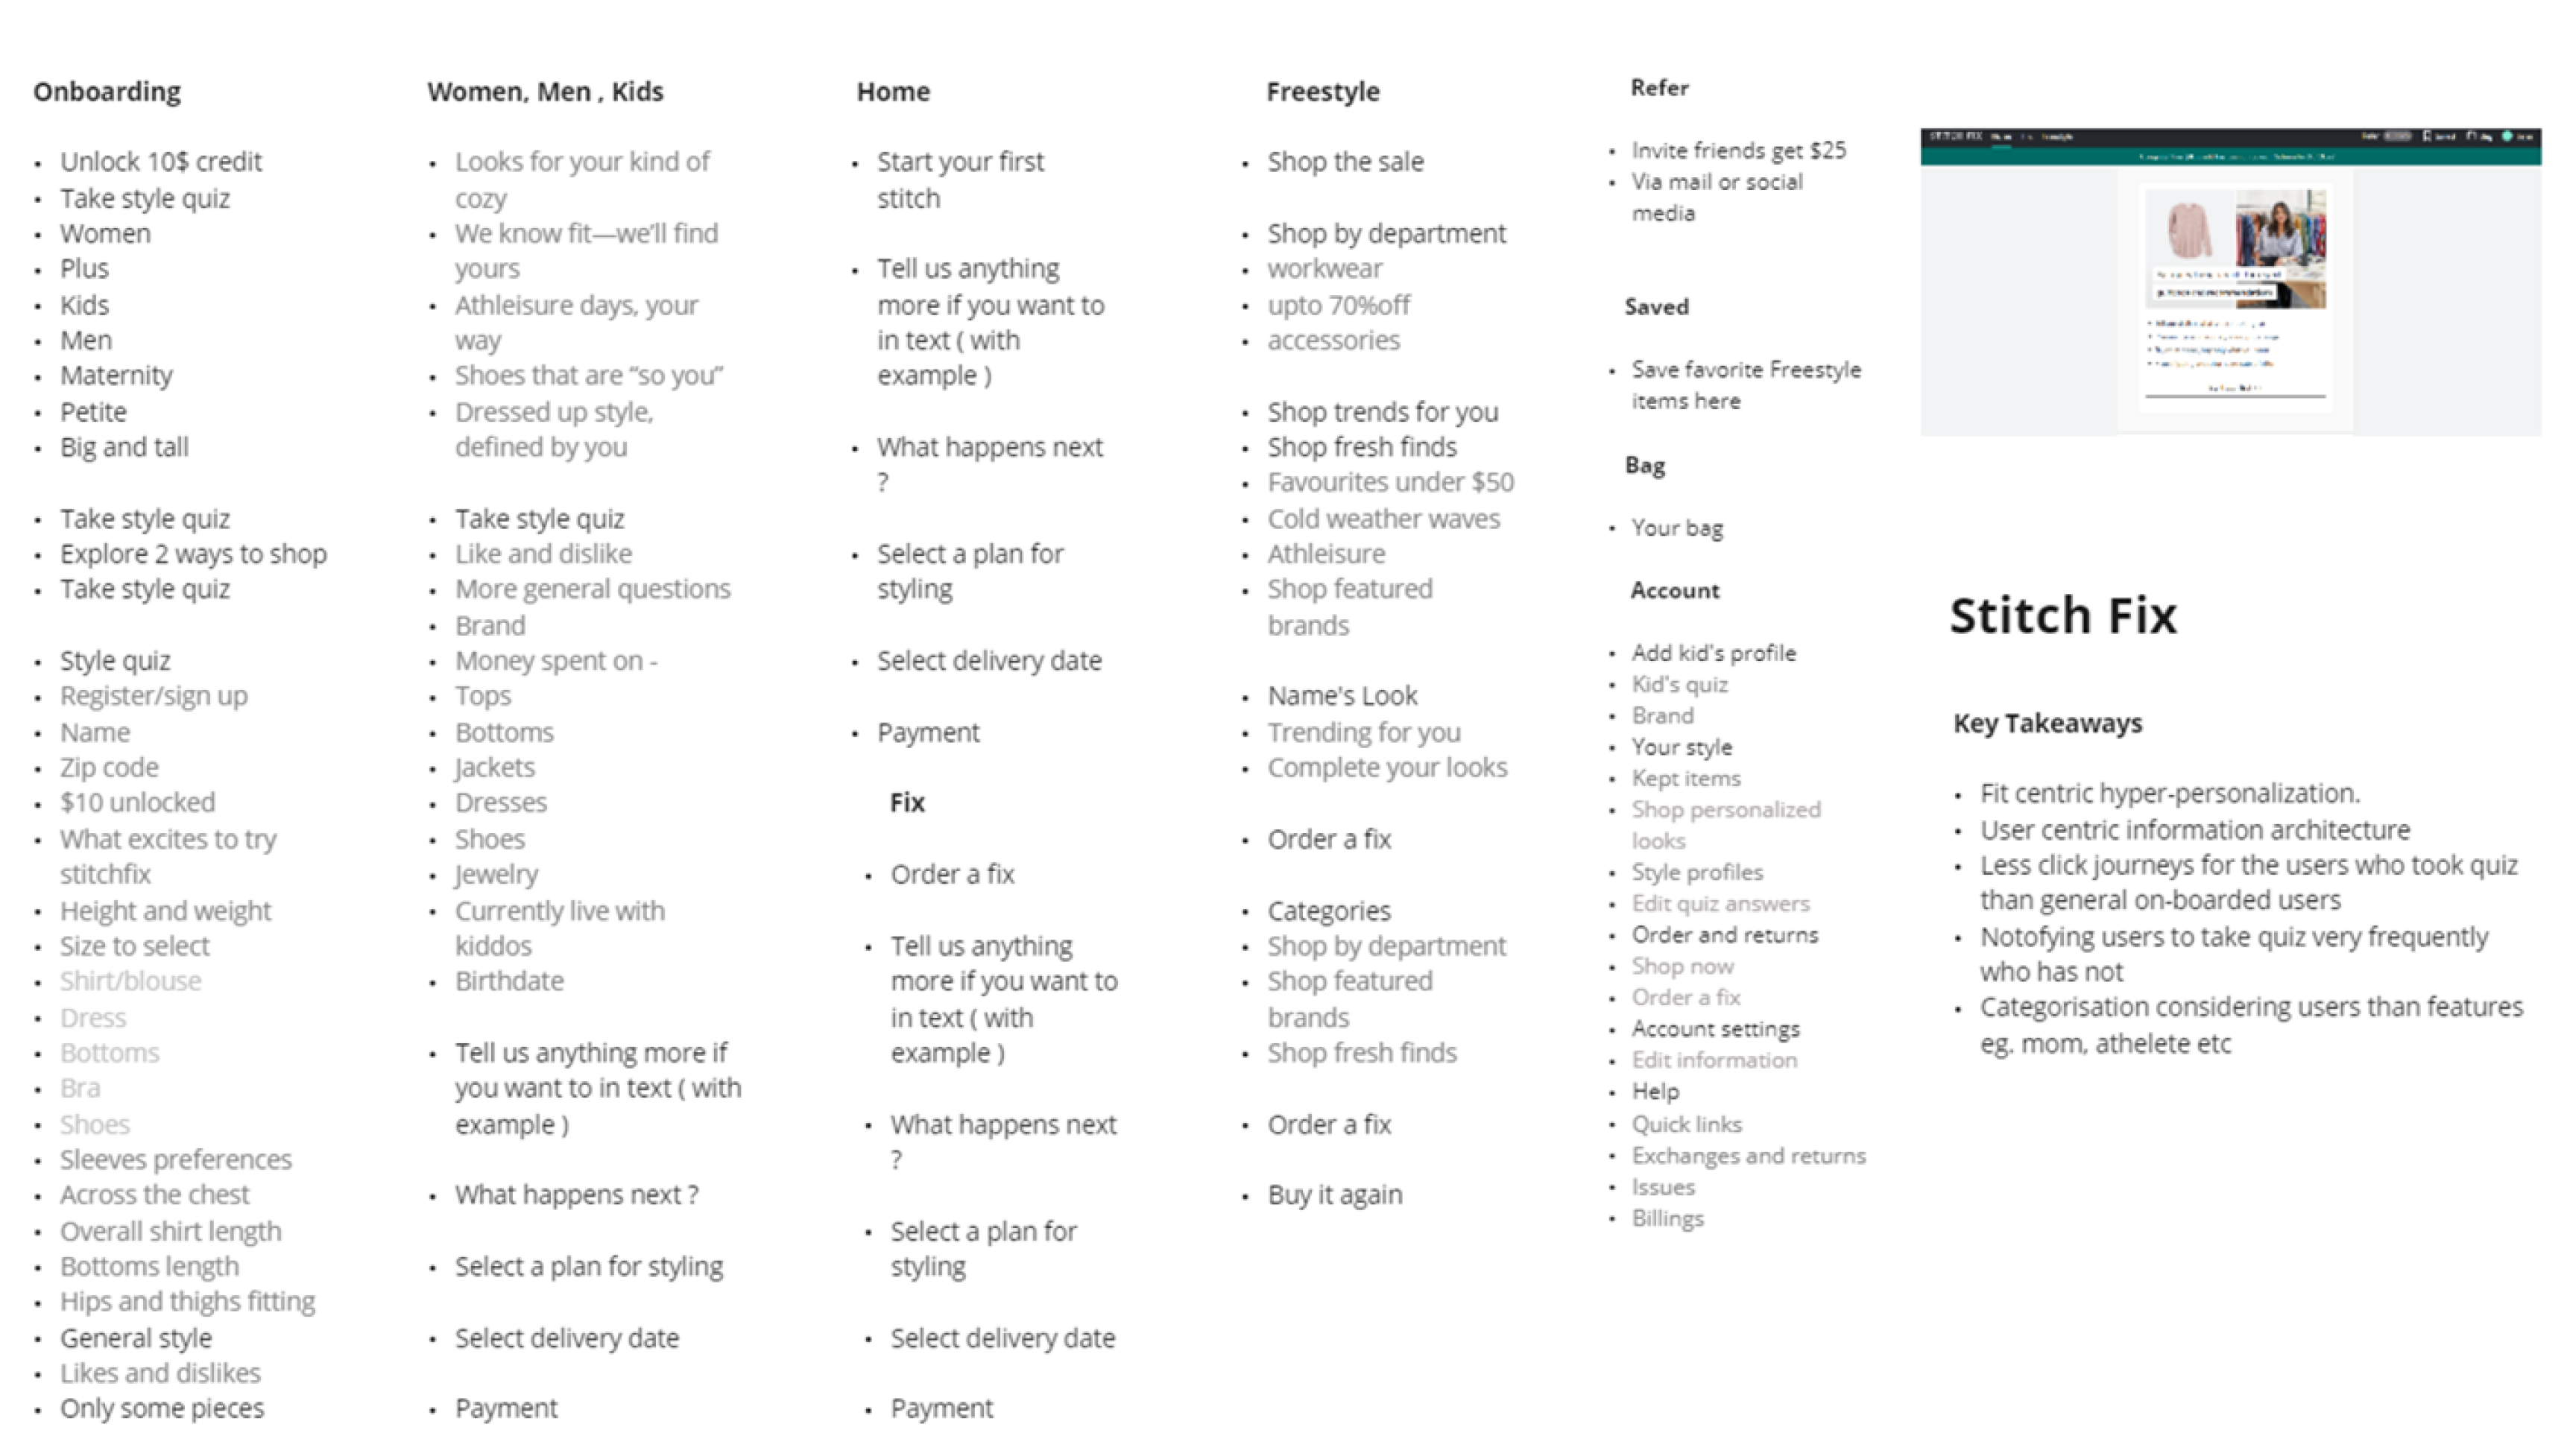 Onboarding
• Unlock 10$ credit
• Take style quiz
• Women
• Plus
• Kids
• Men
• Maternity
• Petite
• Big and tall
• Take style quiz
• Explore 2 ways to shop
• Take style quiz
• Style quiz
• Register/sign up
• Name
• Zip code
• $10 unlocked
• What excites to try
stitchfix
• Height and weight
• Size to select
• Shirt/blouse
• Dress
• Bottoms
• Bra
• Shoes
• Sleeves preferences
• Across the chest
• Overall shirt length
• Bottoms length
• Hips and thighs fitting
• General style
• Likes and dislikes
• Only some pieces
Women, Men , Kids
• Looks for your kind of
cozy
• We know fit—we’ll find
yours
• Athleisure days, your
way
• Shoes that are “so you”
• Dressed up style,
defined by you
• Take style quiz
• Like and dislike
• More general questions
• Brand
• Money spent on -
• Tops
• Bottoms
• Jackets
• Dresses
• Shoes
• Jewelry
• Currently live with
kiddos
• Birthdate
• Tell us anything more if
you want to in text ( with
example )
• What happens next ?
• Select a plan for styling
• Select delivery date
• Payment
Home
• Start your first
stitch
• Tell us anything
more if you want to
in text ( with
example )
• What happens next
?
• Select a plan for
styling
• Select delivery date
• Payment
Fix
• Order a fix
• Tell us anything
more if you want to
in text ( with
example )
• What happens next
?
• Select a plan for
styling
• Select delivery date
• Payment
Freestyle
• Shop the sale
• Shop by department
• workwear
• upto 70%off
• accessories
• Shop trends for you
• Shop fresh finds
• Favourites under $50
• Cold weather waves
• Athleisure
• Shop featured
brands
• Name's Look
• Trending for you
• Complete your looks
• Order a fix
• Categories
• Shop by department
• Shop featured
brands
• Shop fresh finds
• Order a fix
• Buy it again
Refer
• Invite friends get $25
• Via mail or social
media
Saved
• Save favorite Freestyle
items here
Bag
• Your bag
Account
• Add kid's profile
• Kid's quiz
• Brand
• Your style
• Kept items
• Shop personalized
looks
• Style profiles
• Edit quiz answers
• Order and returns
• Shop now
• Order a fix
• Account settings
• Edit information
• Help
• Quick links
• Exchanges and returns
• Issues
• Billings
STITCH FIX
Stitch Fix
Key Takeaways
• Fit centric hyper-personalization.
• User centric information architecture
• Less click journeys for the users who took quiz
than general on-boarded users
• Notofying users to take quiz very frequently
who has not
• Categorisation considering users than features
eg. mom, athelete etc